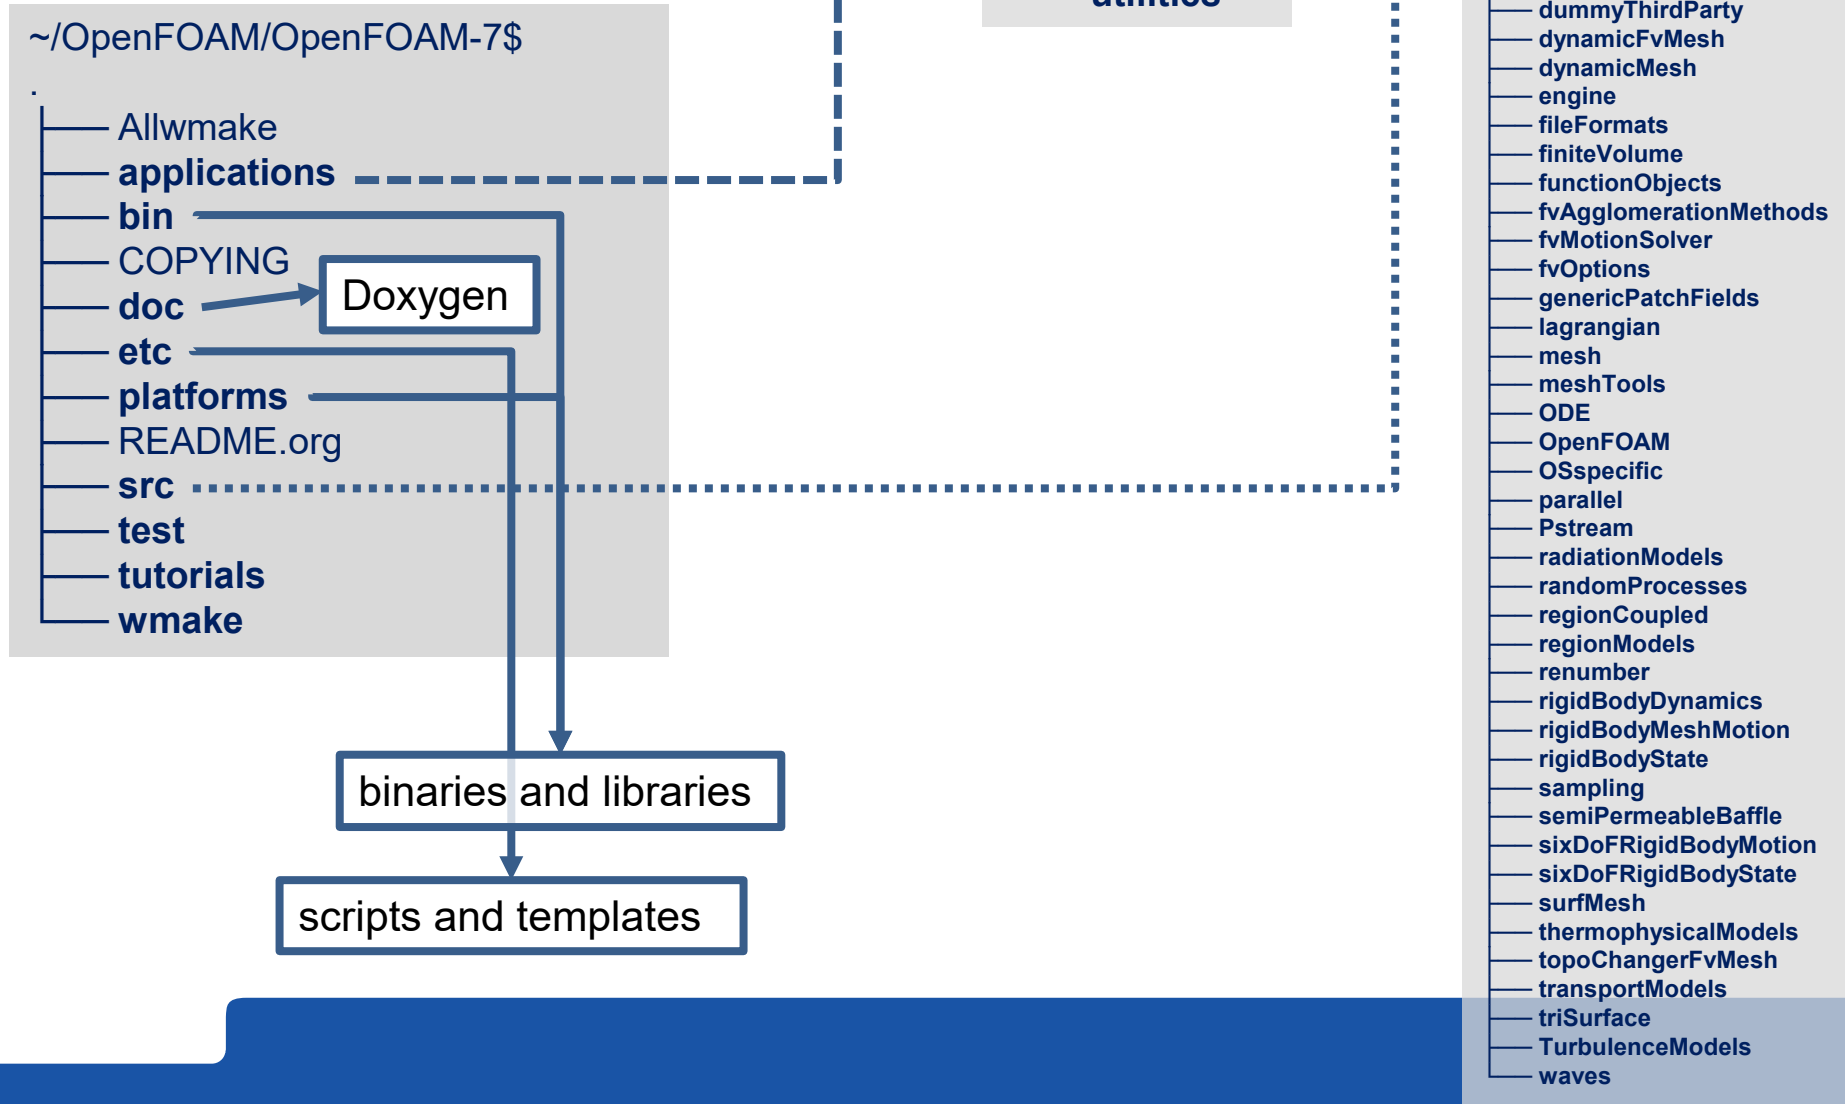 ~/OpenFOAM/OpenFOAM-7$
.
Allwmake
applications
bin
COPYING
doc
etc
platforms
README.org
src
test
tutorials
wmake
Doxygen
binaries and libraries
scripts and templates
utilities
dummyThirdParty
dynamicFvMesh
dynamicMesh
engine
fileFormats
finiteVolume
functionObjects
fvAgglomerationMethods
fvMotionSolver
fvOptions
genericPatchFields
lagrangian
mesh
meshTools
ODE
OpenFOAM
OSspecific
parallel
Pstream
radiationModels
randomProcesses
regionCoupled
regionModels
renumber
rigidBodyDynamics
rigidBodyMeshMotion
rigidBodyState
sampling
semiPermeableBaffle
sixDoFRigidBodyMotion
sixDoFRigidBodyState
surfMesh
thermophysicalModels
topoChangerFvMesh
transportModels
triSurface
TurbulenceModels
waves